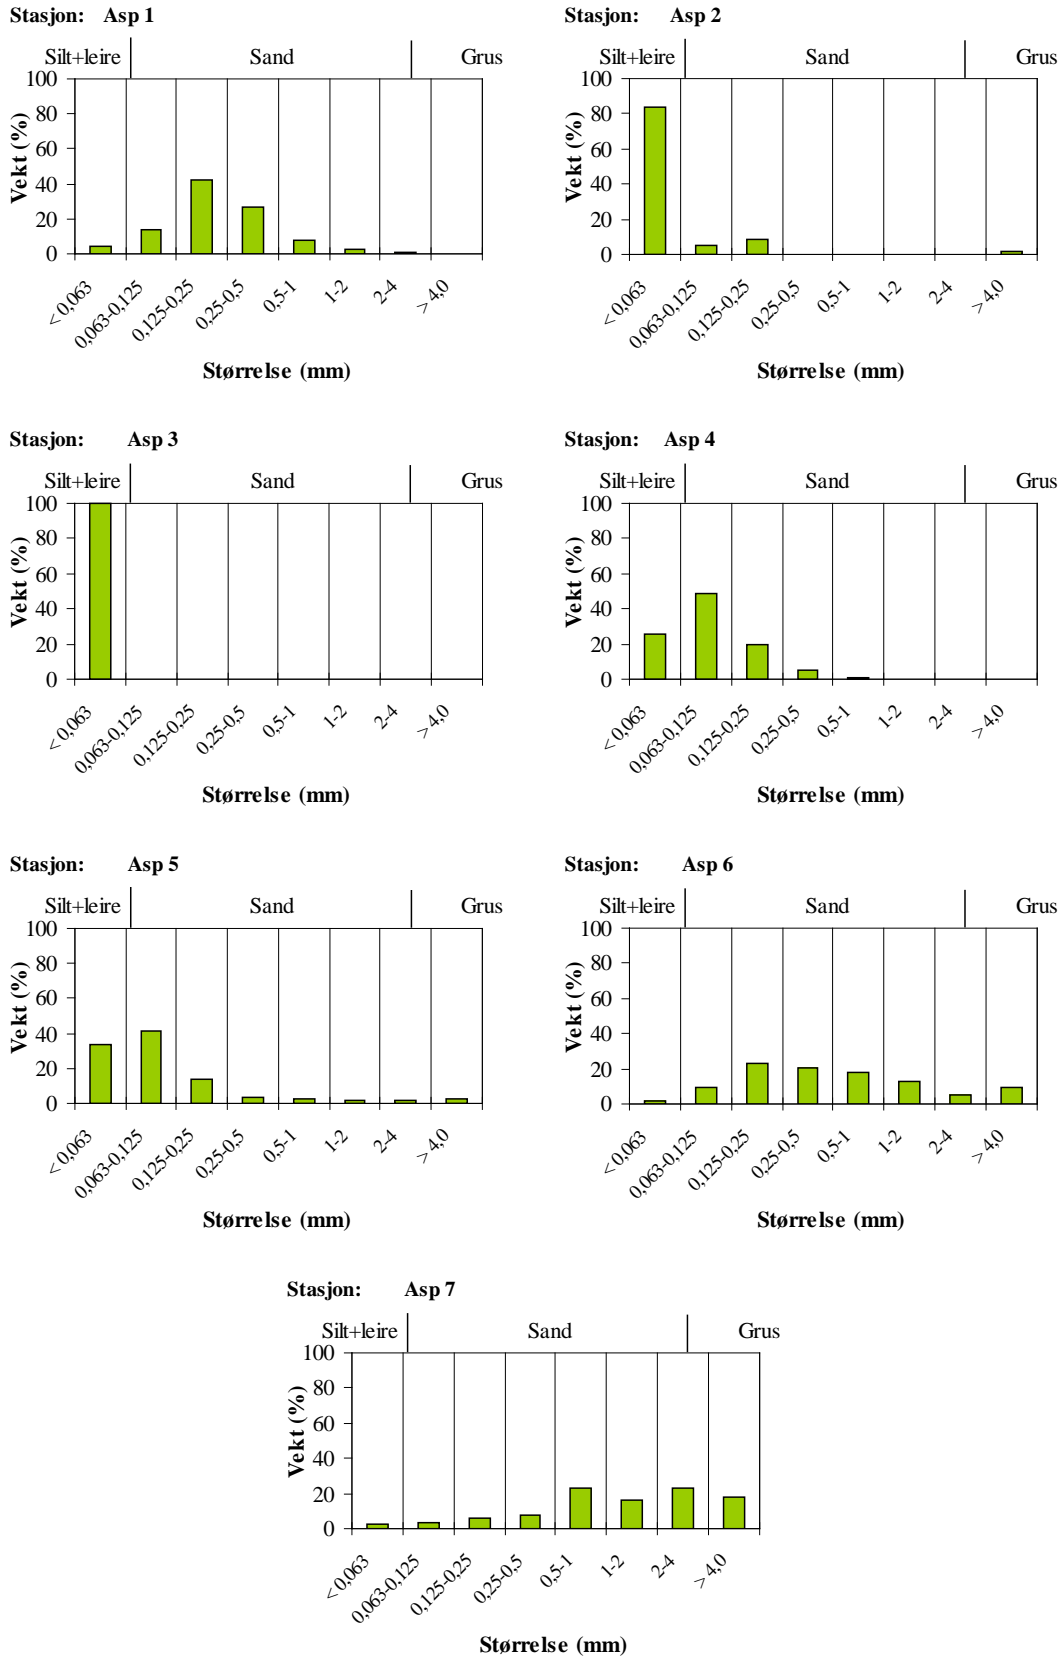 Stasjon: Asp 1
Silt+leire Sand Grus
100
80
60
40
20
0
Vekt (%)
< 0,063 0,063-0,125 0,125-0,25 0,25-0,5 0,5-1 1-2 2-4 > 4,0
Størrelse (mm)
Stasjon: Asp 2
Silt+leire Sand Grus
100
80
60
40
20
0
Vekt (%)
< 0,063 0,063-0,125 0,125-0,25 0,25-0,5 0,5-1 1-2 2-4 > 4,0
Størrelse (mm)
Stasjon: Asp 3
Silt+leire Sand Grus
100
80
60
40
20
0
Vekt (%)
< 0,063 0,063-0,125 0,125-0,25 0,25-0,5 0,5-1 1-2 2-4 > 4,0
Størrelse (mm)
Stasjon: Asp 4
Silt+leire Sand Grus
100
80
60
40
20
0
Vekt (%)
< 0,063 0,063-0,125 0,125-0,25 0,25-0,5 0,5-1 1-2 2-4 > 4,0
Størrelse (mm)
Stasjon: Asp 5
Silt+leire Sand Grus
100
80
60
40
20
0
Vekt (%)
< 0,063 0,063-0,125 0,125-0,25 0,25-0,5 0,5-1 1-2 2-4 > 4,0
Størrelse (mm)
Stasjon: Asp 6
Silt+leire Sand Grus
100
80
60
40
20
0
Vekt (%)
< 0,063 0,063-0,125 0,125-0,25 0,25-0,5 0,5-1 1-2 2-4 > 4,0
Størrelse (mm)
Stasjon: Asp 7
Silt+leire Sand Grus
100
80
60
40
20
0
Vekt (%)
< 0,063 0,063-0,125 0,125-0,25 0,25-0,5 0,5-1 1-2 2-4 > 4,0
Størrelse (mm)